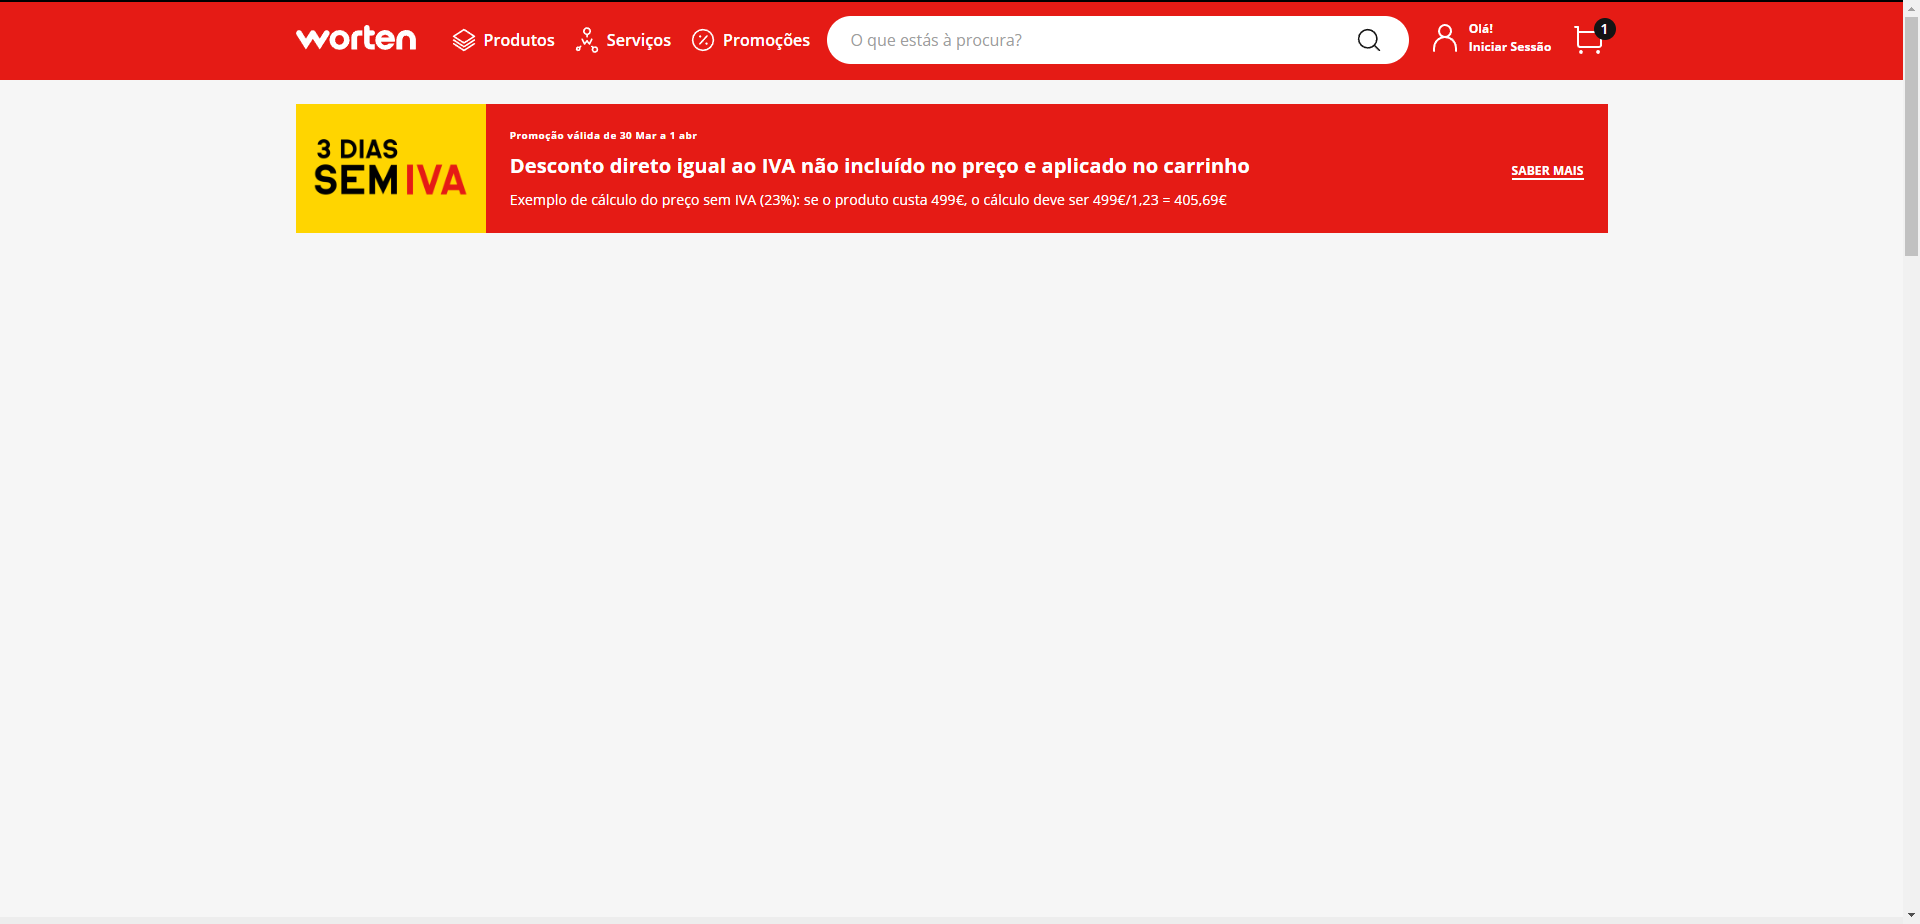 worten
Produtos
Serviços
Promoções
O que estás à procura?
Olá!
Iniciar Sessão
1
3 DIAS
SEM IVA
Promoção válida de 30 Mar a 1 abr
Desconto direto igual ao IVA não incluído no preço e aplicado no carrinho
Exemplo de cálculo do preço sem IVA (23%): se o produto custa 499€, o cálculo deve ser 499€/1,23 = 405,69€
SABER MAIS